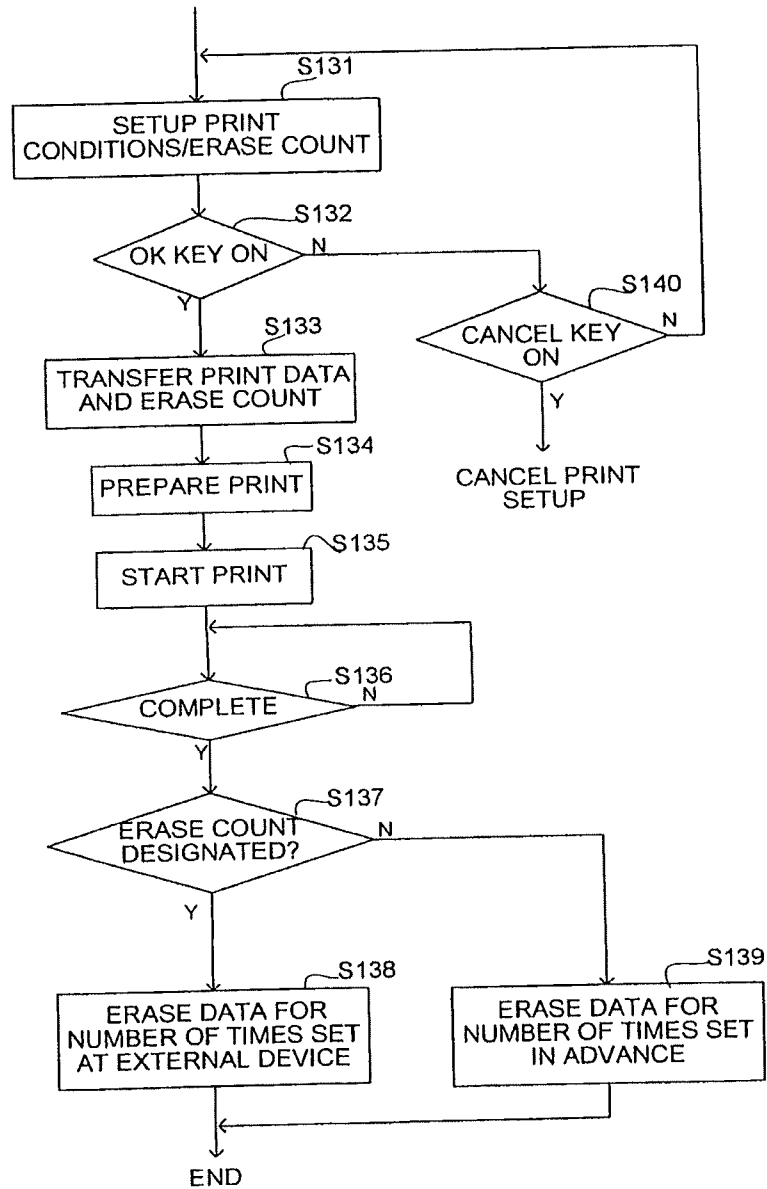 S131
SETUP PRINT
CONDITIONS/ERASE COUNT
S132
OK KEY ON
N
Y
S140
CANCEL KEY
ON
N
Y
CANCEL PRINT
SETUP
S133
TRANSFER PRINT DATA
AND ERASE COUNT
S134
PREPARE PRINT
S135
START PRINT
S136
COMPLETE
N
Y
S137
ERASE COUNT
DESIGNATED?
N
Y
S138
ERASE DATA FOR
NUMBER OF TIMES SET
AT EXTERNAL DEVICE
S139
ERASE DATA FOR
NUMBER OF TIMES SET
IN ADVANCE
END